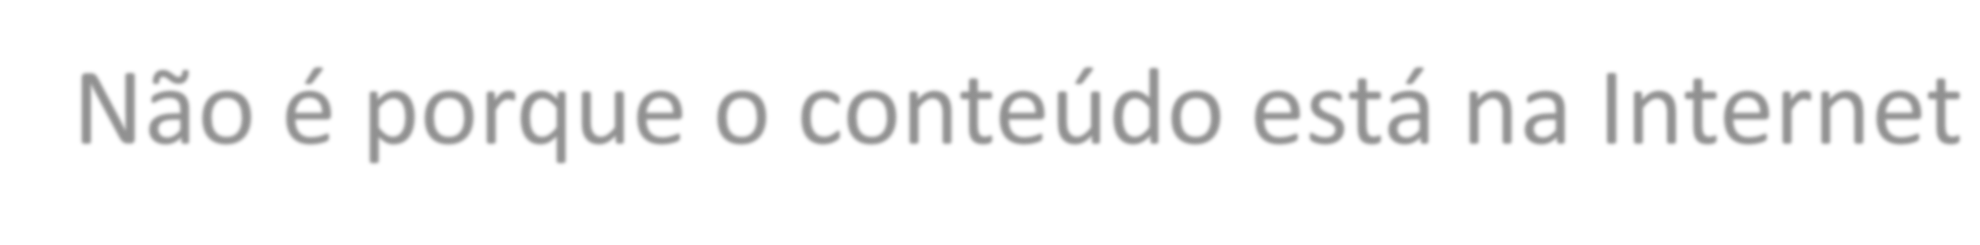 Não é porque o conteúdo está na Internet